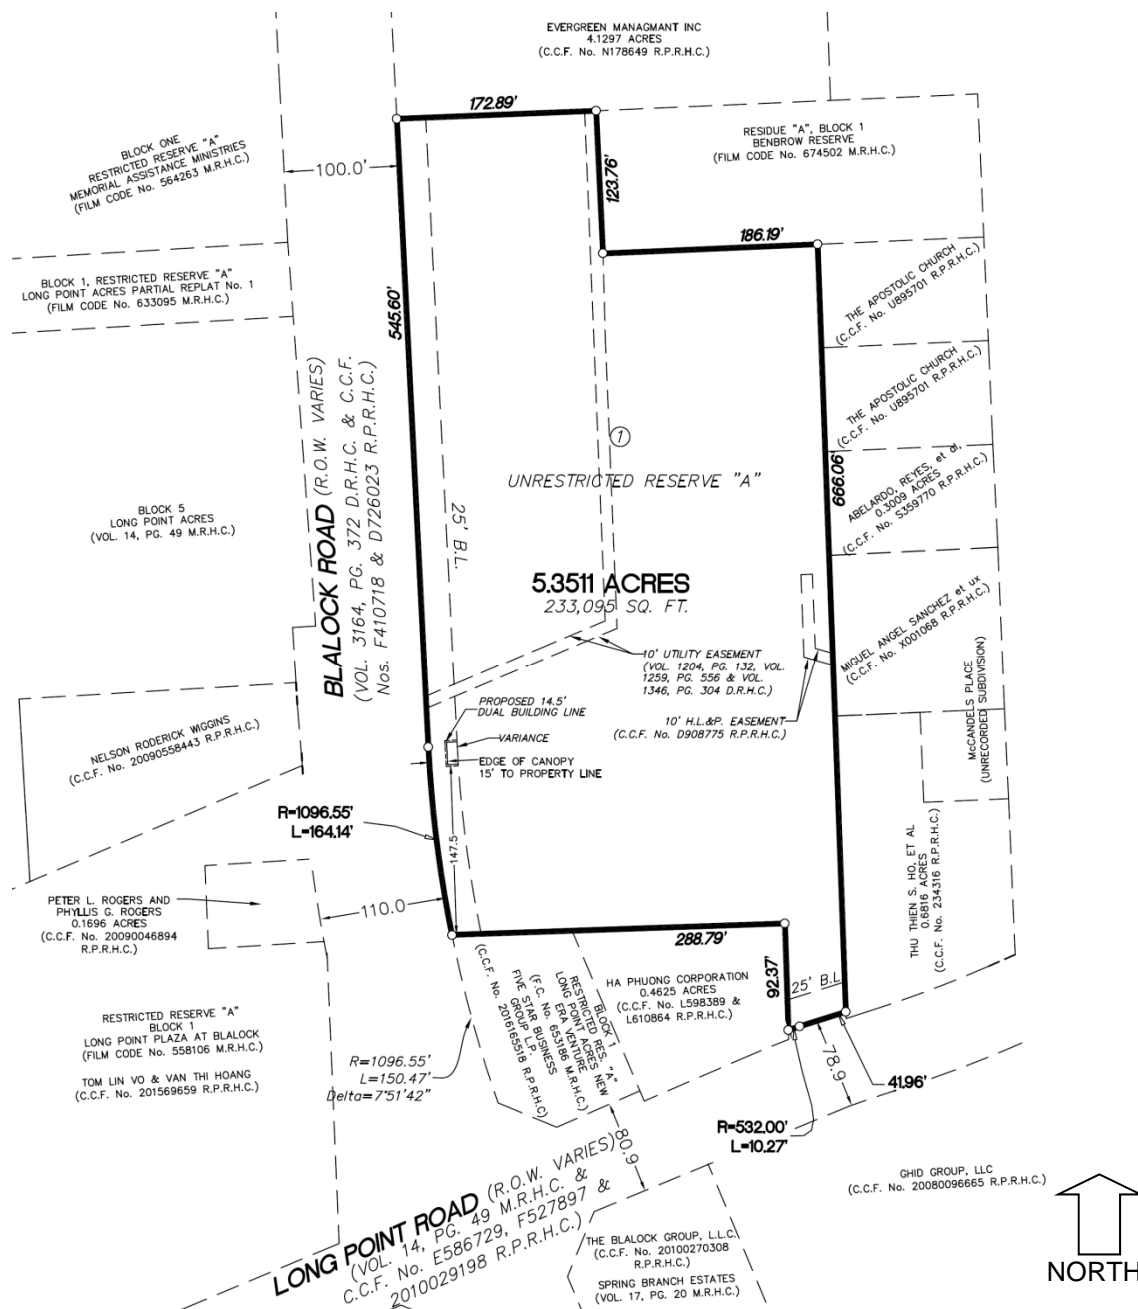 EVERGREEN MANAGMANT INC
4.1297 ACRES
(C.C.F. No. N178649 R.P.R.H.C.)
172.89'
BLOCK ONE
RESTRICTED RESERVE "A"
MEMORIAL ASSISTANCE MINISTRIES
(FILM CODE No. 564263 M.R.H.C.)
100.0'
123.76'
RESIDUE "A", BLOCK 1
BENBROW RESERVE
(FILM CODE No. 674502 M.R.H.C.)
186.19'
BLOCK 1, RESTRICTED RESERVE "A"
LONG POINT ACRES PARTIAL REPLAT No. 1
(FILM CODE No. 633095 M.R.H.C.)
545.60'
THE APOSTOLIC CHURCH
(C.C.F. No. U895701 R.P.R.H.C.)
THE APOSTOLIC CHURCH
(C.C.F. No. U895701 R.P.R.H.C.)
BLALOCK ROAD (R.O.W. VARIES)
(VOL. 3164, PG. 372 D.R.H.C. & C.C.F.
Nos. F410718 & D726023 R.P.R.H.C.)
1
UNRESTRICTED RESERVE "A"
666.06'
ABELARDO, REYES, et al,
0.3009 ACRES
(C.C.F. No. S359770 R.P.R.H.C.)
BLOCK 5
LONG POINT ACRES
(VOL. 14, PG. 49 M.R.H.C.)
25' B.L.
5.3511 ACRES
233,095 SQ. FT.
MIGUEL ANGEL SANCHEZ et ux
(C.C.F. No. X001068 R.P.R.H.C.)
10' UTILITY EASEMENT
(VOL. 1204, PG. 132, VOL.
1259, PG. 556 & VOL.
1346, PG. 304 D.R.H.C.)
McCANDELS PLACE
(UNRECORDED SUBDIVISION)
PROPOSED 14.5'
DUAL BUILDING LINE
10' H.L.&P. EASEMENT
(C.C.F. No. D908775 R.P.R.H.C.)
NELSON RODERICK WIGGINS
(C.C.F. No. 20090558443 R.P.R.H.C.)
VARIANCE
EDGE OF CANOPY
15' TO PROPERTY LINE
R=1096.55'
L=164.14'
147.5
THU THIEN S. HO, ET AL
0.6816 ACRES
(C.C.F. No. 234316 R.P.R.H.C.)
PETER L. ROGERS AND
PHYLLIS G. ROGERS
0.1696 ACRES
(C.C.F. No. 20090046894
R.P.R.H.C.)
110.0
288.79'
92.37'
25' B.L
HA PHUONG CORPORATION
0.4625 ACRES
(C.C.F. No. L598389 &
L610864 R.P.R.H.C.)
BLOCK 1
RESTRICTED RES. "A"
LONG POINT ACRES NEW
ERA VENTURE
(F.C. No. 653186 M.R.H.C.)
FIVE STAR BUSINESS
GROUP L.P
(C.C.F. No. 2016165518 R.P.R.H.C)
RESTRICTED RESERVE "A"
BLOCK 1
LONG POINT PLAZA AT BLALOCK
(FILM CODE No. 558106 M.R.H.C.)
TOM LIN VO & VAN THI HOANG
(C.C.F. No. 201569659 R.P.R.H.C.)
R=1096.55'
L=150.47'
Delta=7°51'42"
78.9
41.96'
R=532.00'
L=10.27'
80.9
LONG POINT ROAD (R.O.W. VARIES)
(VOL. 14, PG. 49 M.R.H.C. &
C.C.F. No. E586729, F527897 &
2010029198 R.P.R.H.C.)
GHID GROUP, LLC
(C.C.F. No. 20080096665 R.P.R.H.C.)
THE BLALOCK GROUP, L.L.C.
(C.C.F. No. 20100270308
R.P.R.H.C.)
SPRING BRANCH ESTATES
(VOL. 17, PG. 20 M.R.H.C.)
NORTH